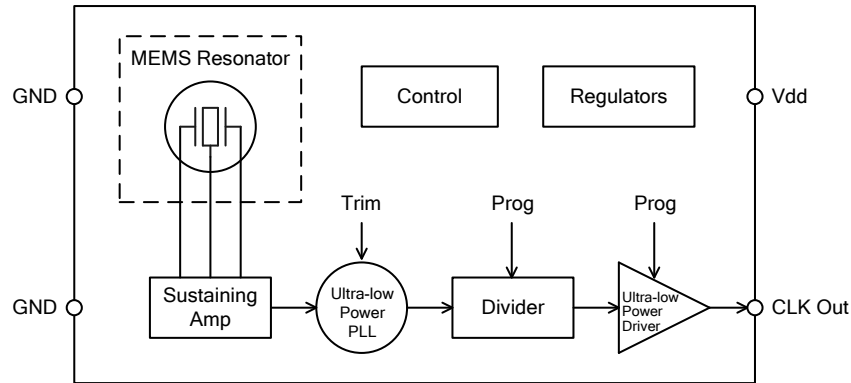 MEMS Resonator
GND
Control
Regulators
Vdd
Trim
Prog
Prog
GND
Sustaining
Amp
Ultra-low
Power
PLL
Divider
Ultra-low
Power
Driver
CLK Out